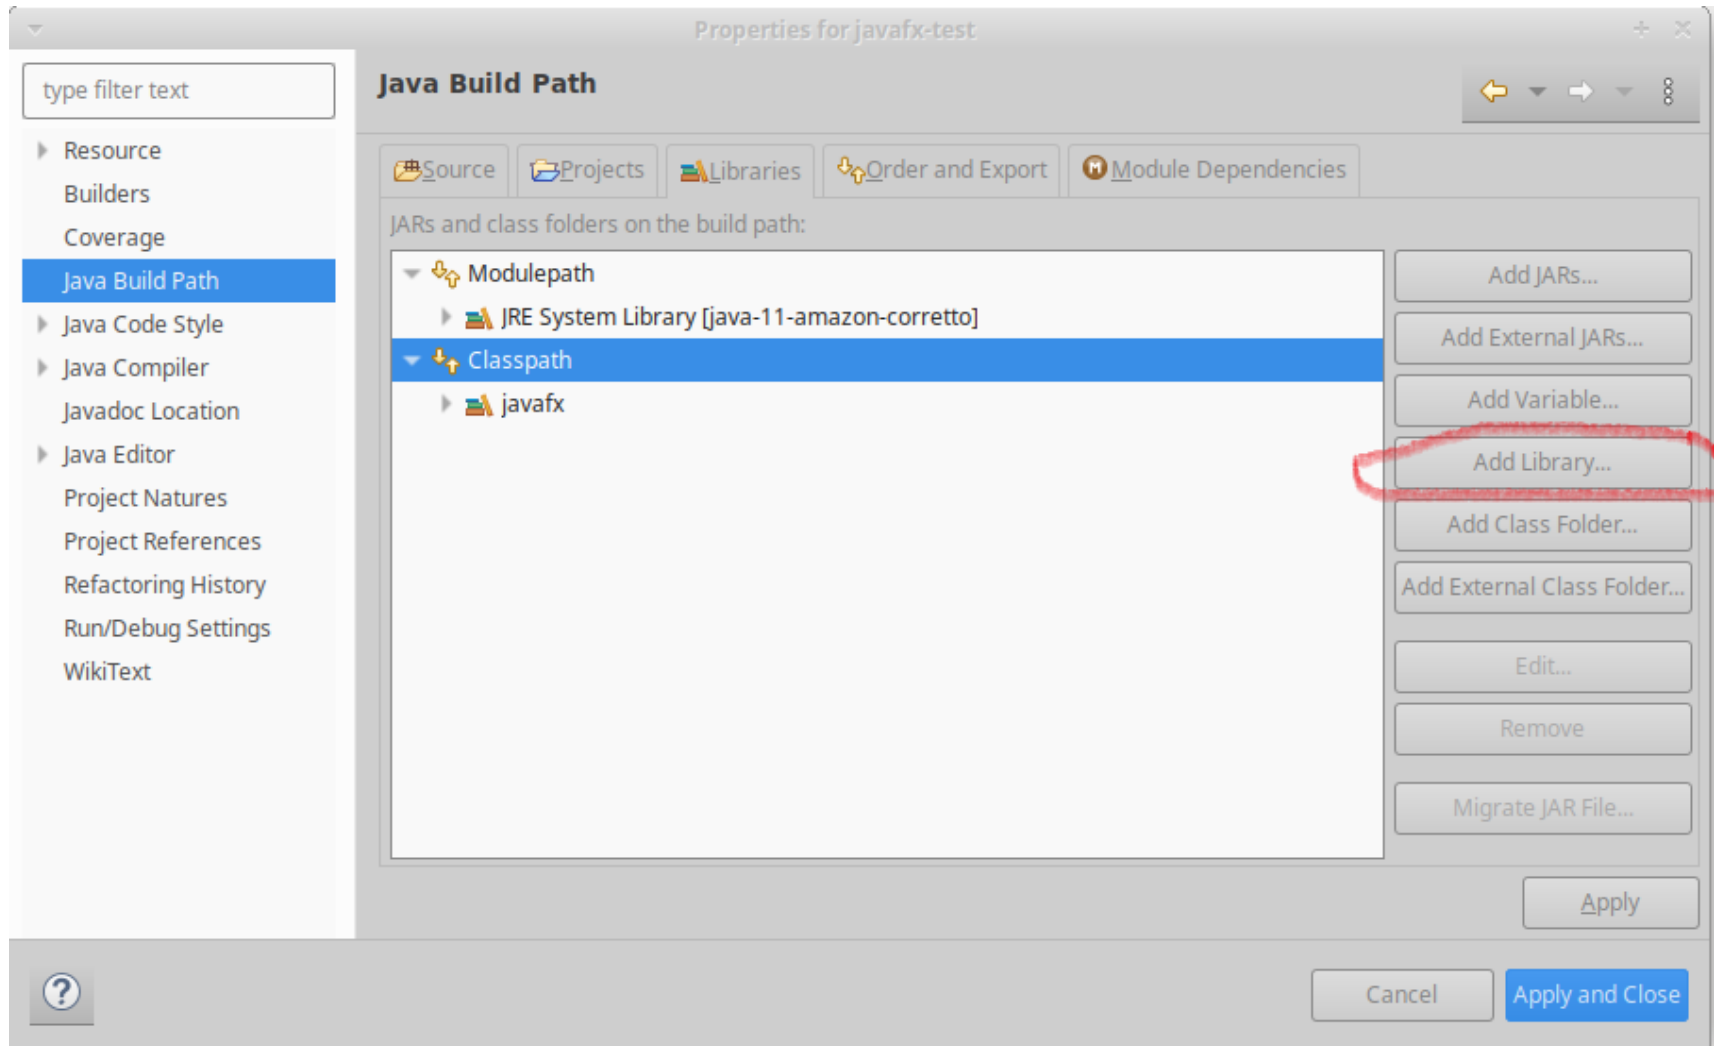 Properties for javafx-test
type filter text
Resource
Builders
Coverage
Java Build Path
Java Code Style
Java Compiler
Javadoc Location
Java Editor
Project Natures
Project References
Refactoring History
Run/Debug Settings
WikiText
Java Build Path
Source
Projects
Libraries
Order and Export
Module Dependencies
JARs and class folders on the build path:
Modulepath
JRE System Library [java-11-amazon-corretto]
Classpath
javafx
Add JARs...
Add External JARs...
Add Variable...
Add Library...
Add Class Folder...
Add External Class Folder...
Edit...
Remove
Migrate JAR File...
Apply
Cancel
Apply and Close